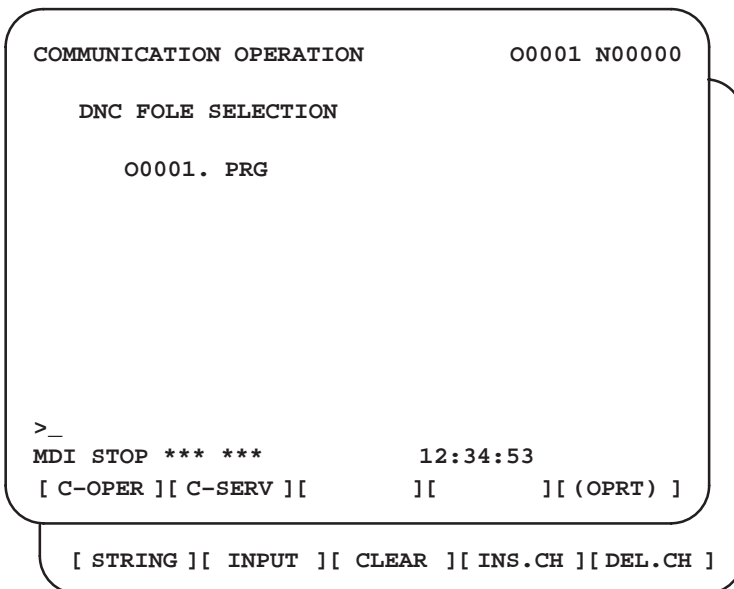 COMMUNICATION OPERATION O0001 N00000
DNC FOLE SELECTION
O0001. PRG
>_
MDI STOP *** *** 12:34:53
[ C-OPER ][ C-SERV ][ ][ ][ (OPRT) ]
[ STRING ][ INPUT ][ CLEAR ][ INS.CH ][ DEL.CH ]